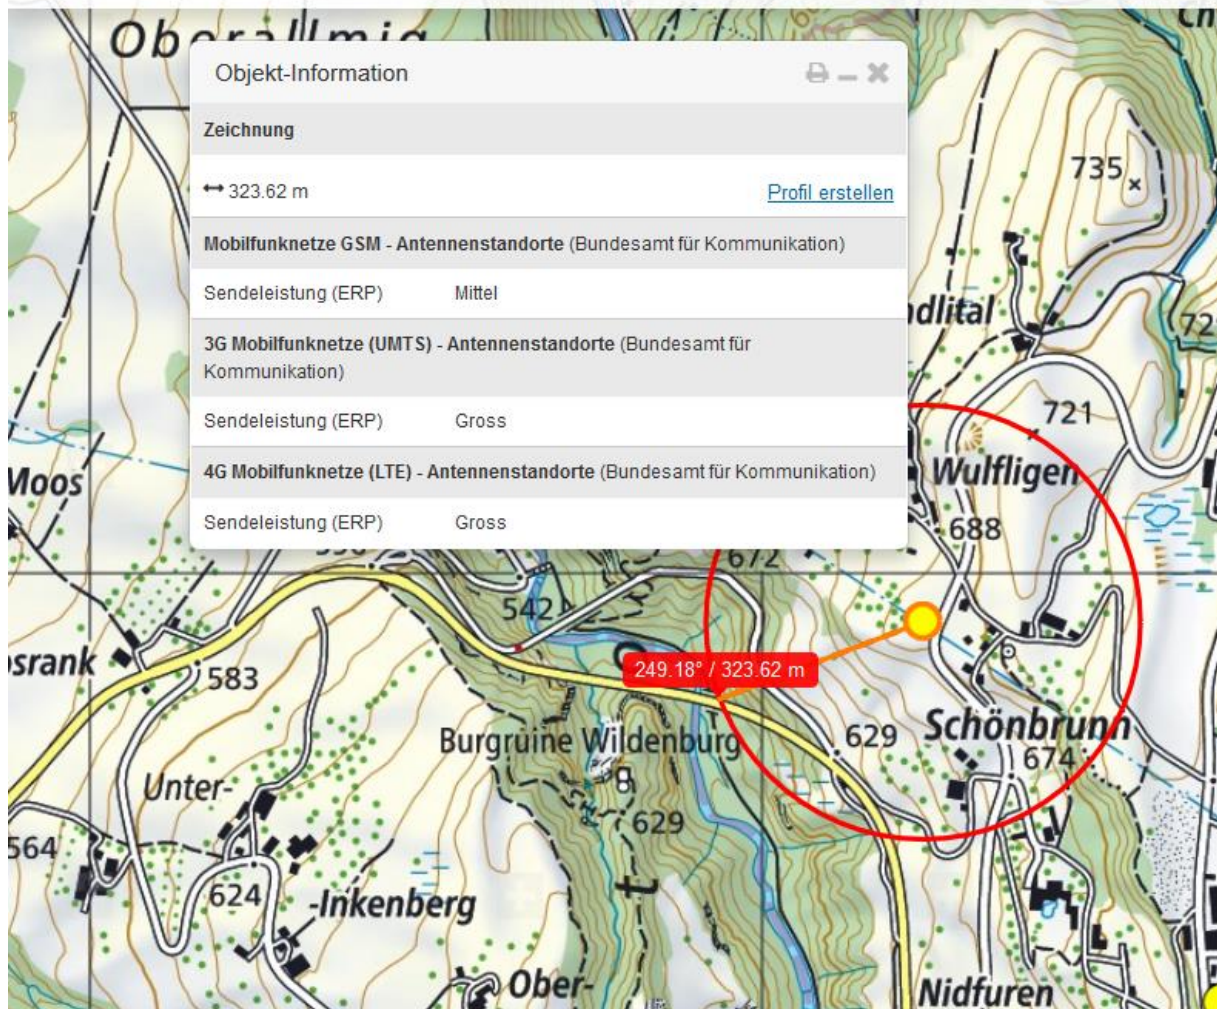 Oberallmig
Objekt-Information
Zeichnung
323.62 m Profil erstellen
Mobilfunknetze GSM - Antennenstandorte (Bundesamt für Kommunikation)
Sendeleistung (ERP) Mittel
3G Mobilfunknetze (UMTS) - Antennenstandorte (Bundesamt für
Kommunikation)
Sendeleistung (ERP) Gross
4G Mobilfunknetze (LTE) - Antennenstandorte (Bundesamt für Kommunikation)
Sendeleistung (ERP) Gross
735
dlital
721
Moos
Wulfligen
688
672
542
srank
583
249.18° / 323.62 m
Burgruine Wildenburg
629
Schönbrunn
674
Unter-
564
629
624
-Inkenberg
Ober-
t
Nidfuren